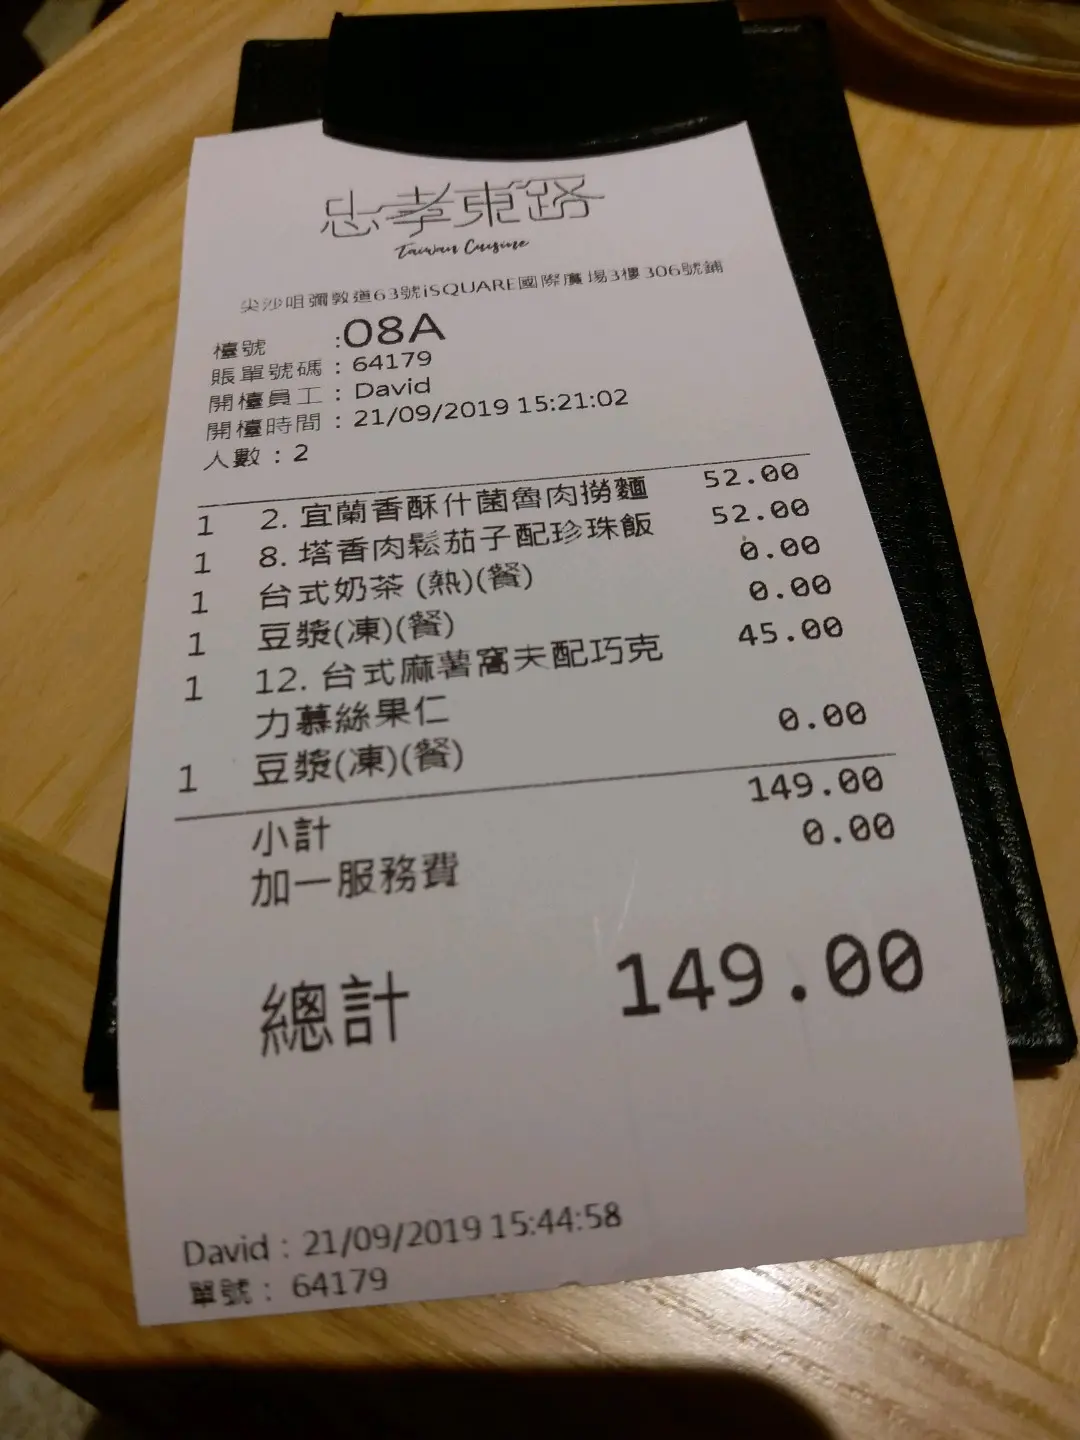 忠孝東路
Taiwan Cuisine
尖沙咀彌敦道63號iSQUARE國際廣場3樓306號鋪
檯號 :08A
賬單號碼 : 64179
開檯員工 : David
開檯時間 : 21/09/2019 15:21:02
人數 : 2
1 2. 宜蘭香酥什菌魯肉撈麵 52.00
1 8. 塔香肉鬆茄子配珍珠飯 52.00
1 台式奶茶 (熱)(餐) 0.00
1 豆漿(凍)(餐) 0.00
1 12. 台式麻薯窩夫配巧克 45.00
力慕絲果仁
1 豆漿(凍)(餐) 0.00
小計 149.00
加一服務費 0.00
總計 149.00
David : 21/09/2019 15:44:58
單號 : 64179